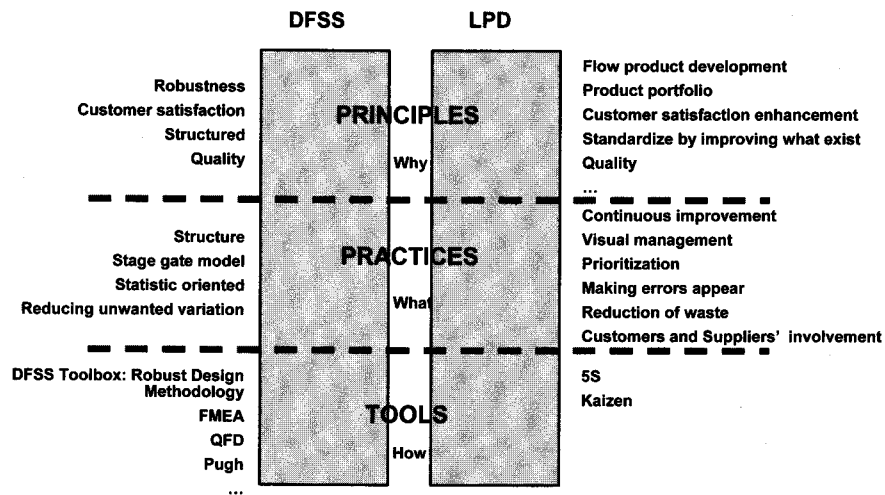 DFSS
LPD
Robustness
Customer satisfaction
Structured
Quality
PRINCIPLES
Why
Flow product development
Product portfolio
Customer satisfaction enhancement
Standardize by improving what exist
Quality
...
Structure
Stage gate model
Statistic oriented
Reducing unwanted variation
PRACTICES
What
Continuous improvement
Visual management
Prioritization
Making errors appear
Reduction of waste
Customers and Suppliers' involvement
DFSS Toolbox: Robust Design
Methodology
FMEA
QFD
Pugh
...
TOOLS
How
5S
Kaizen